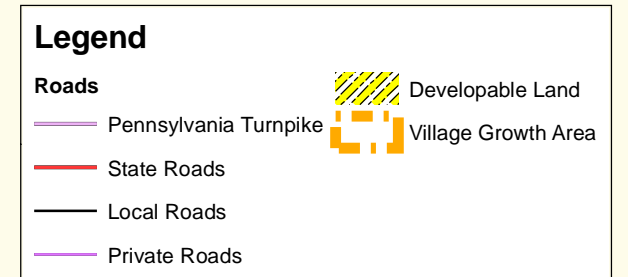 Legend
Roads
Pennsylvania Turnpike
State Roads
Local Roads
Private Roads
Developable Land
Village Growth Area